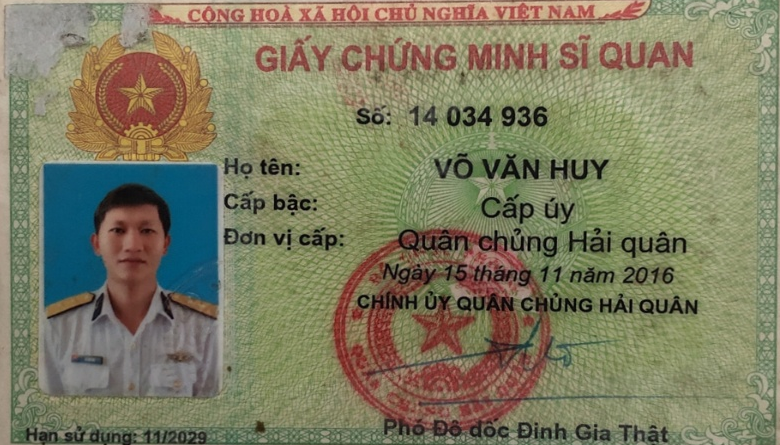 CỘNG HOÀ XÃ HỘI CHỦ NGHĨA VIỆT NAM
GIẤY CHỨNG MINH SĨ QUAN
Số: 14 034 936
Họ tên: VÕ VĂN HUY
Cấp bậc: Cấp úy
Đơn vị cấp: Quân chủng Hải quân
Ngày 15 tháng 11 năm 2016
CHÍNH ỦY QUÂN CHỦNG HẢI QUÂN
Phó Đô đốc Đinh Gia Thật
Hạn sử dụng: 11/2029